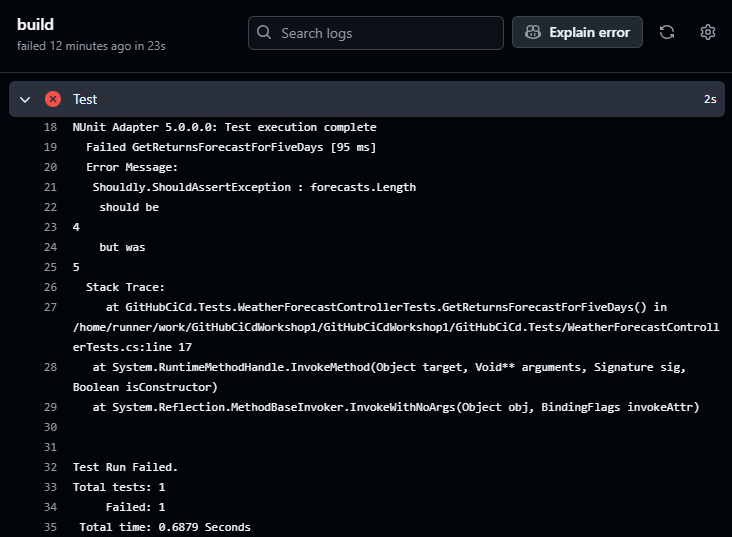 build
failed 12 minutes ago in 23s
Search logs
Explain error
Test
2s
18 NUnit Adapter 5.0.0.0: Test execution complete
19 Failed GetReturnsForecastForFiveDays [95 ms]
20 Error Message:
21 Shouldly.ShouldAssertException : forecasts.Length
22 should be
23 4
24 but was
25 5
26 Stack Trace:
27 at GitHubCiCd.Tests.WeatherForecastControllerTests.GetReturnsForecastForFiveDays() in
/home/runner/work/GitHubCiCdWorkshop1/GitHubCiCdWorkshop1/GitHubCiCd.Tests/WeatherForecastControll
erTests.cs:line 17
28 at System.RuntimeMethodHandle.InvokeMethod(Object target, Void** arguments, Signature sig,
Boolean isConstructor)
29 at System.Reflection.MethodBaseInvoker.InvokeWithNoArgs(Object obj, BindingFlags invokeAttr)
30
31
32 Test Run Failed.
33 Total tests: 1
34 Failed: 1
35 Total time: 0.6879 Seconds